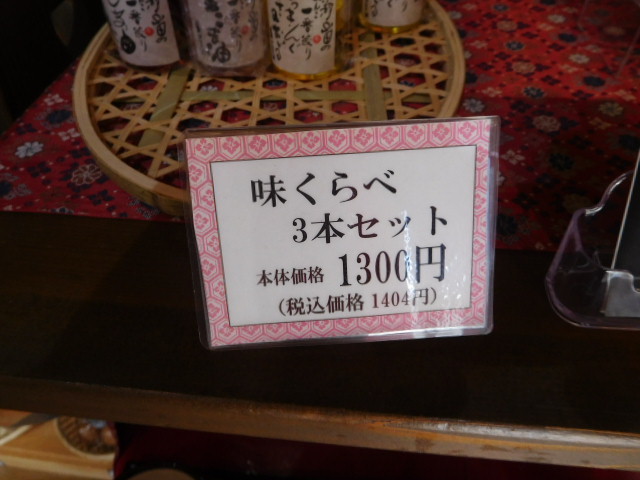 味くらべ
3本セット
本体価格 1300円
(税込価格 1404円)